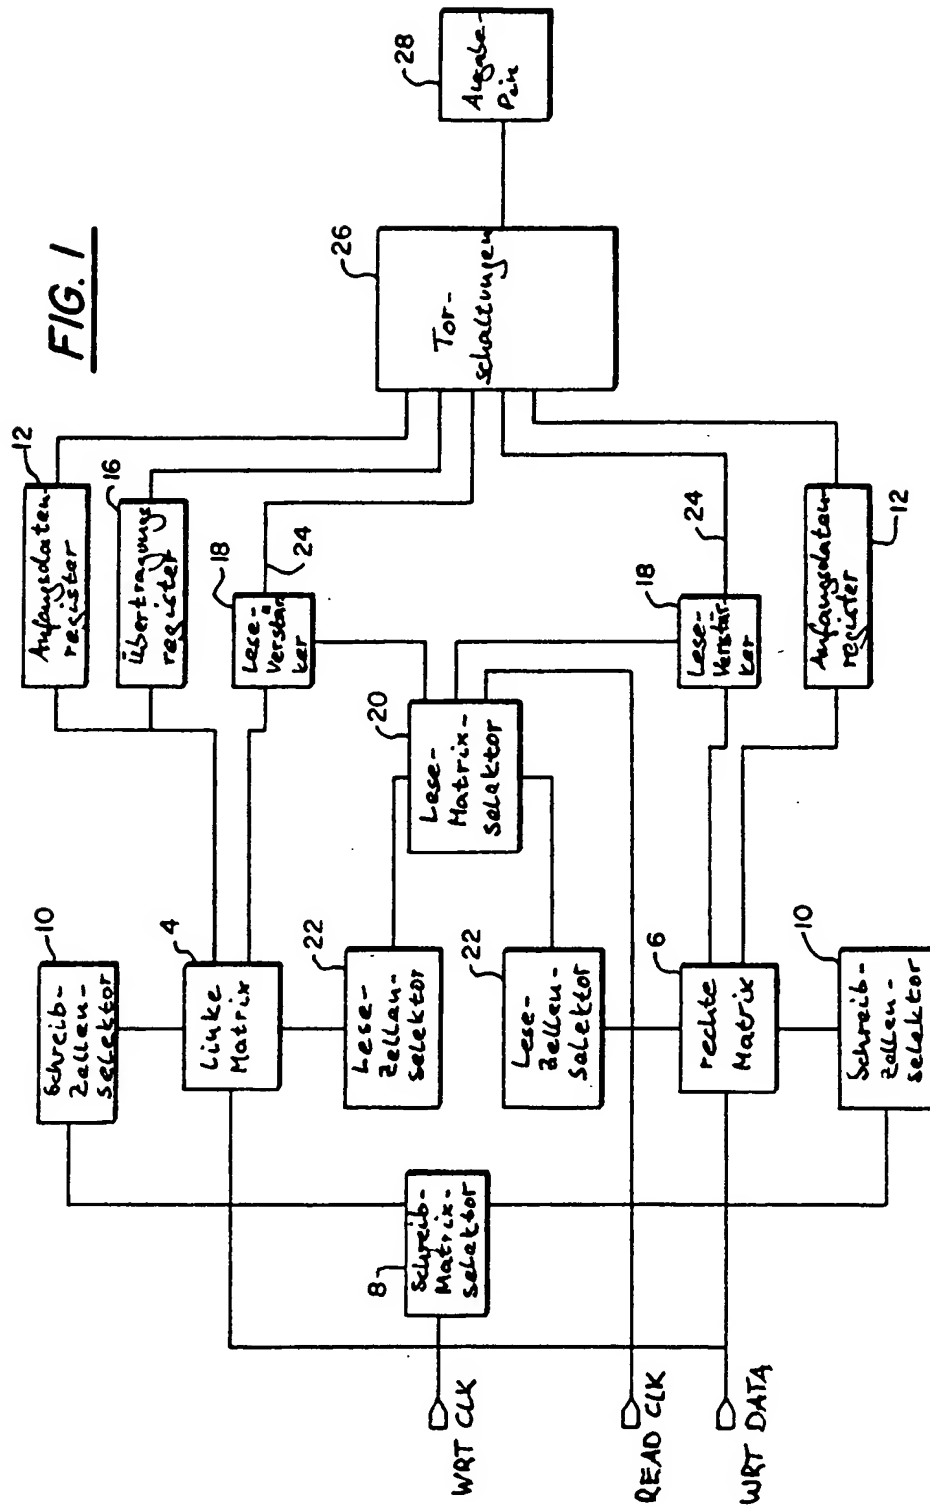 FIG. 1
10
Schreib-
Zellen-
selektor
4
Linke
Matrix
22
Lese-
Zellen-
selektor
22
Lese-
Zellen-
selektor
6
rechte
Matrix
10
Schreib-
zellen-
selektor
8
Schreib-
Matrix-
selektor
WRT CLK
READ CLK
WRT DATA
12
Anfangsdaten-
register
16
Übertragungs
register
18
Lese-
Verstär
ker
24
20
Lese-
Matrix-
selektor
18
Lese-
Verstär-
ker
24
Anfangsdaten-
register
12
26
Tor-
schaltungen
28
Ausgabe-
Pin